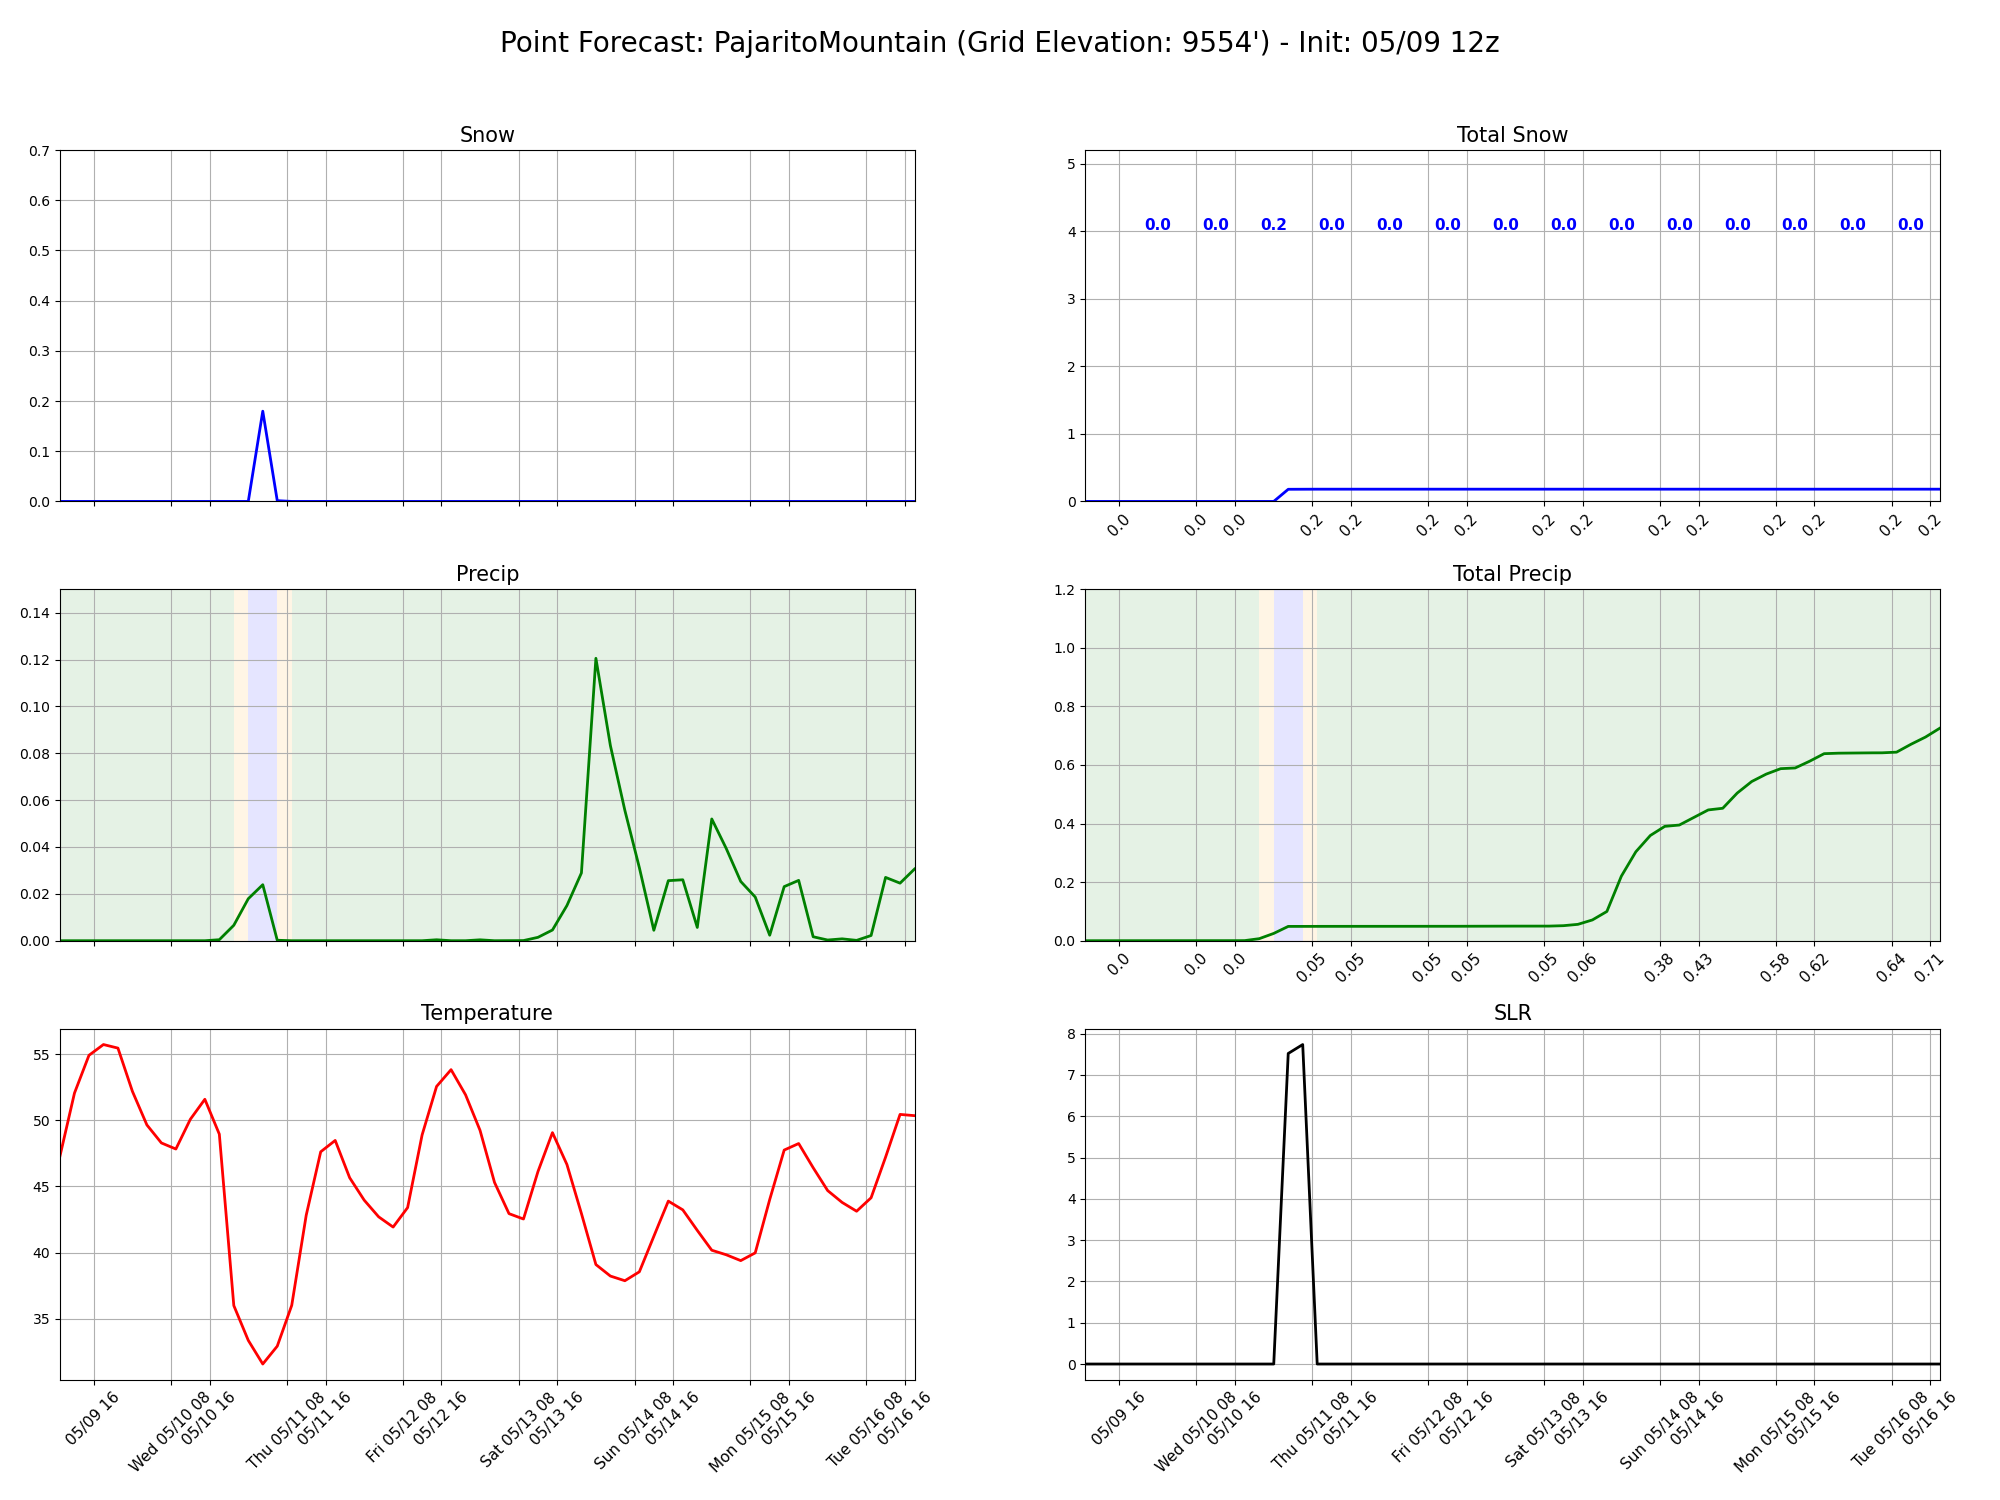 Point Forecast: PajaritoMountain (Grid Elevation: 9554') - Init: 05/09 12z
Snow
0.7
0.6
0.5
0.4
0.3
0.2
0.1
0.0
Total Snow
5
4
3
2
1
0
0.0 0.0 0.2 0.0 0.0 0.0 0.0 0.0 0.0 0.0 0.0 0.0 0.0 0.0
0.0 0.0 0.0 0.2 0.2 0.2 0.2 0.2 0.2 0.2 0.2 0.2 0.2 0.2 0.2
Precip
0.14
0.12
0.10
0.08
0.06
0.04
0.02
0.00
Total Precip
1.2
1.0
0.8
0.6
0.4
0.2
0.0
0.0 0.0 0.0 0.05 0.05 0.05 0.05 0.05 0.06 0.38 0.43 0.58 0.62 0.64 0.71
Temperature
55
50
45
40
35
05/09 16
Wed 05/10 08
05/10 16
Thu 05/11 08
05/11 16
Fri 05/12 08
05/12 16
Sat 05/13 08
05/13 16
Sun 05/14 08
05/14 16
Mon 05/15 08
05/15 16
Tue 05/16 08
05/16 16
SLR
8
7
6
5
4
3
2
1
0
05/09 16
Wed 05/10 08
05/10 16
Thu 05/11 08
05/11 16
Fri 05/12 08
05/12 16
Sat 05/13 08
05/13 16
Sun 05/14 08
05/14 16
Mon 05/15 08
05/15 16
Tue 05/16 08
05/16 16